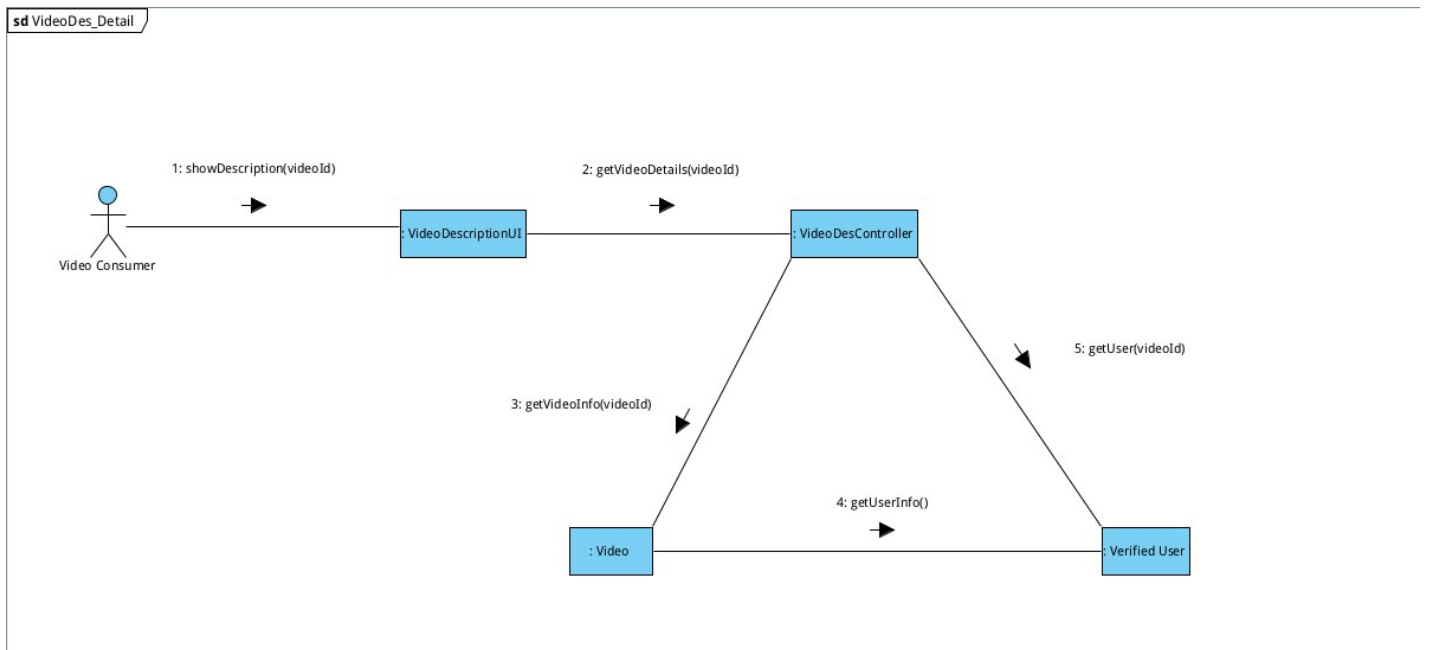 sd VideoDes_Detail
1: showDescription(videoId)
2: getVideoDetails(videoId)
: VideoDescriptionUI
: VideoDesController
Video Consumer
5: getUser(videoId)
3: getVideoInfo(videoId)
4: getUserInfo()
: Video
: Verified User